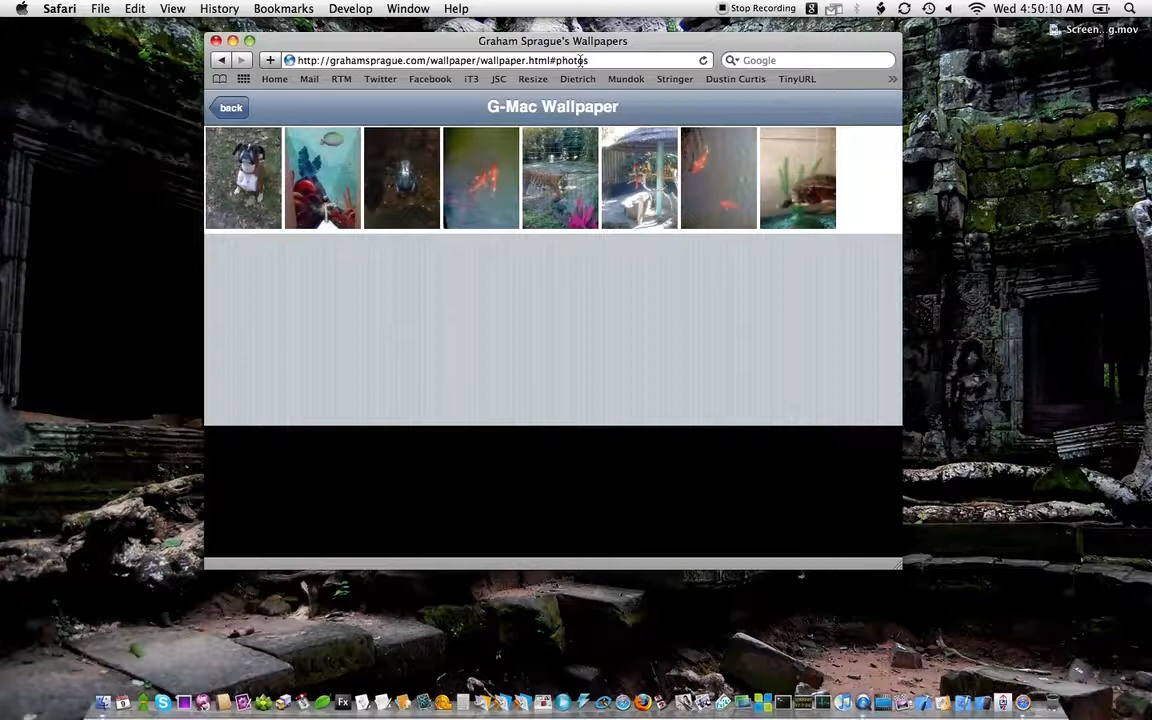 Safari File Edit View History Bookmarks Develop Window Help Stop Recording Wed 4:50:10 AM
Screen...g.mov
Graham Sprague's Wallpapers
http://grahamsprague.com/wallpaper/wallpaper.html#photos Google
Home Mail RTM Twitter Facebook iT3 JSC Resize Dietrich Mundok Stringer Dustin Curtis TinyURL »
back G-Mac Wallpaper
Fx